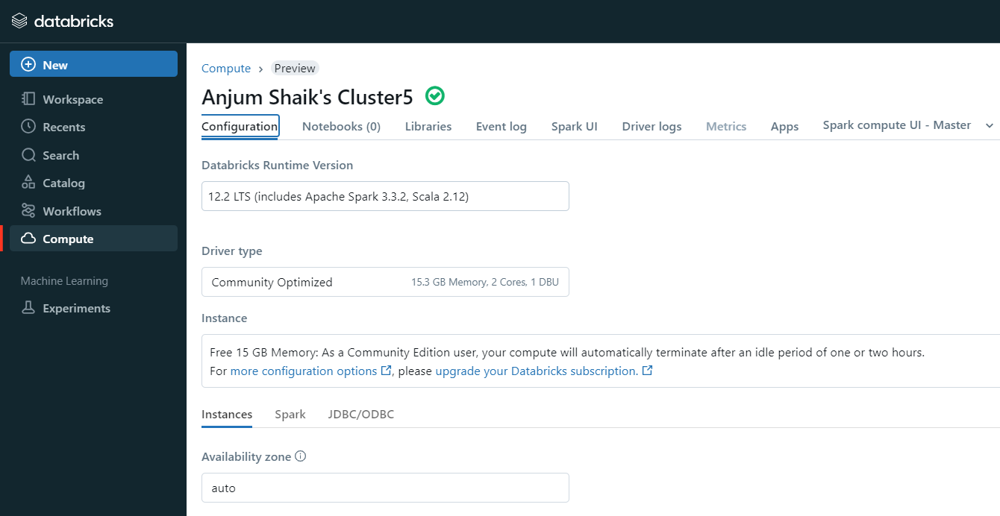 databricks
New
Workspace
Recents
Search
Catalog
Workflows
Compute
Machine Learning
Experiments
Compute › Preview
Anjum Shaik's Cluster5
Configuration Notebooks (0) Libraries Event log Spark UI Driver logs Metrics Apps Spark compute UI - Master
Databricks Runtime Version
12.2 LTS (includes Apache Spark 3.3.2, Scala 2.12)
Driver type
Community Optimized 15.3 GB Memory, 2 Cores, 1 DBU
Instance
Free 15 GB Memory: As a Community Edition user, your compute will automatically terminate after an idle period of one or two hours.
For more configuration options, please upgrade your Databricks subscription.
Instances Spark JDBC/ODBC
Availability zone
auto